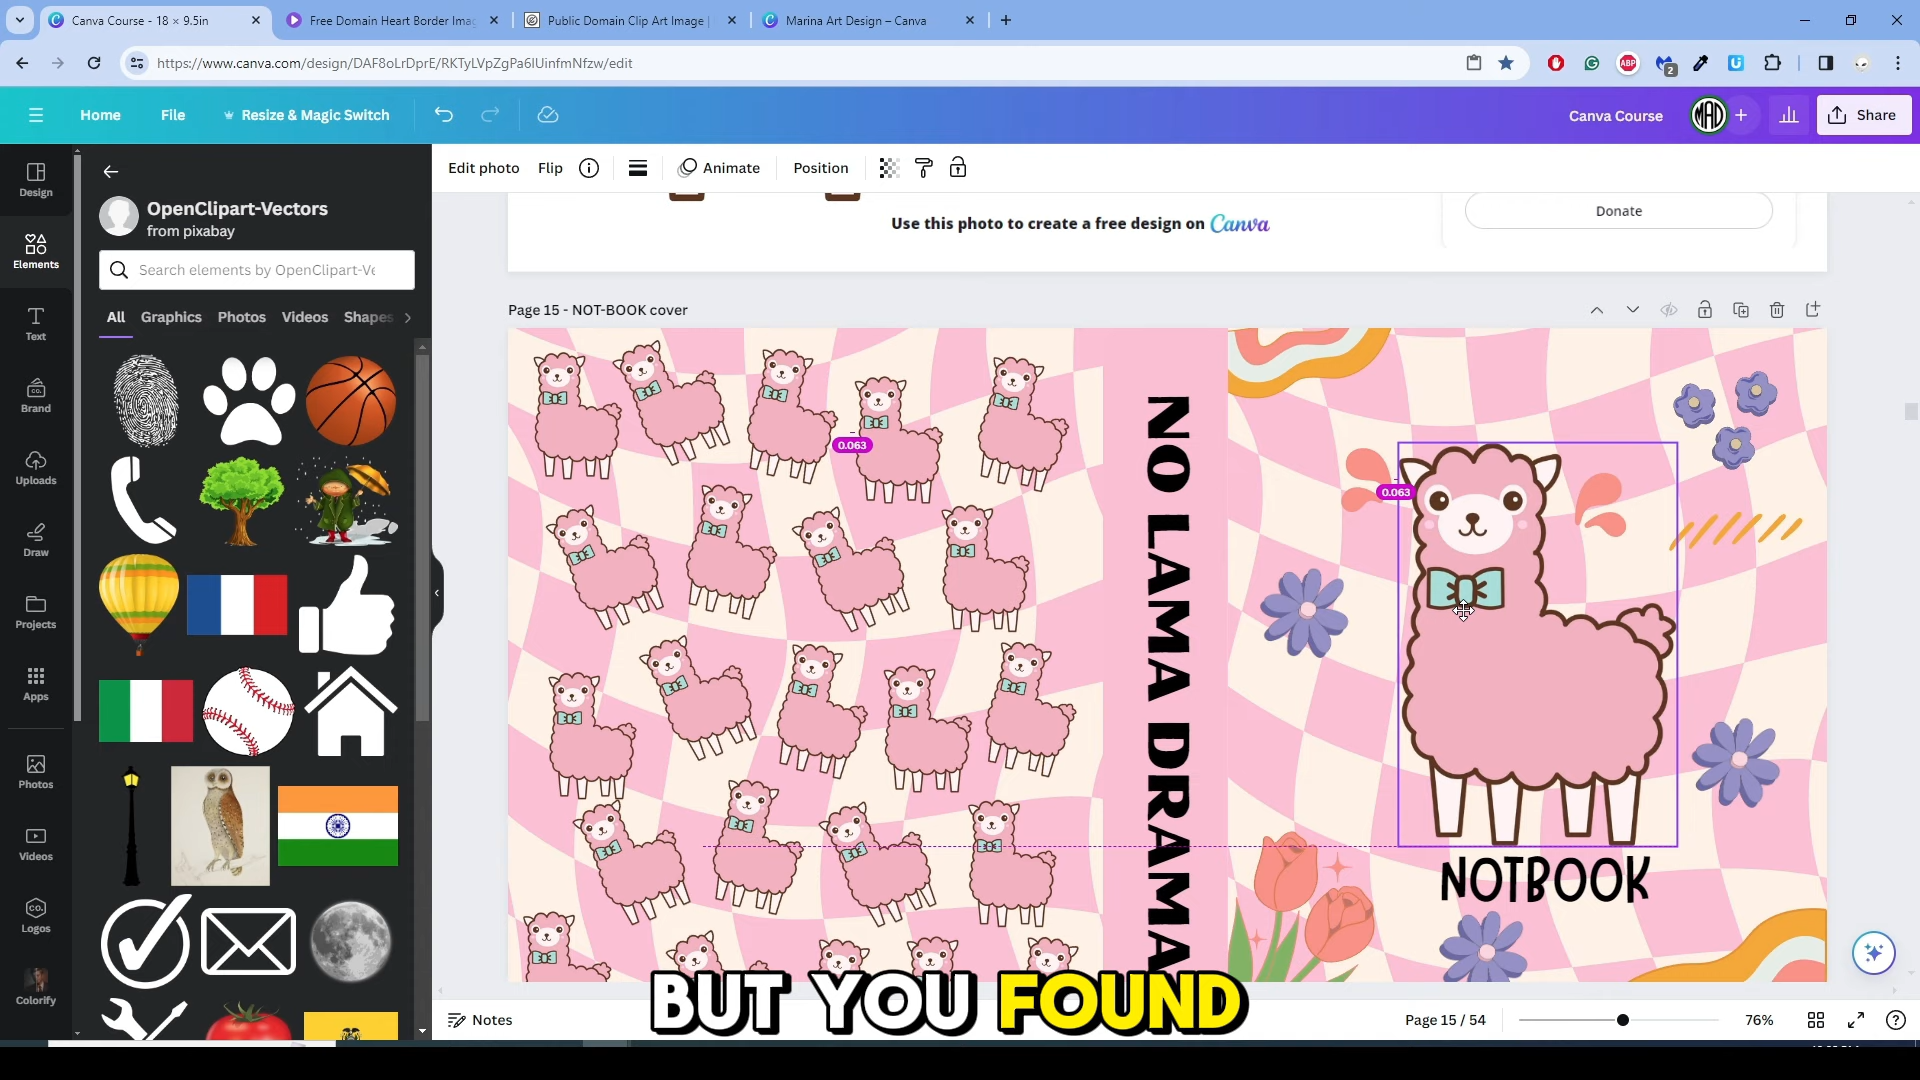 Canva Course - 18 × 9.5in
Free Domain Heart Border Imag
Public Domain Clip Art Image |
Marina Art Design – Canva
https://www.canva.com/design/DAF8oLrDprE/RKTyLVpZgPa6IUinfmNfzw/edit
ABP
2
Home
File
Resize & Magic Switch
Canva Course
MAD
Share
Design
Elements
Text
Brand
Uploads
Draw
Projects
Apps
Photos
Videos
Logos
Colorify
OpenClipart-Vectors
from pixabay
Search elements by OpenClipart-Ve
All
Graphics
Photos
Videos
Shapes
Edit photo
Flip
Animate
Position
Use this photo to create a free design on Canva
Donate
Page 15 - NOT-BOOK cover
0.063
0.063
NO LAMA DRAMA
NOTBOOK
BUT YOU FOUND
Notes
Page 15 / 54
76%